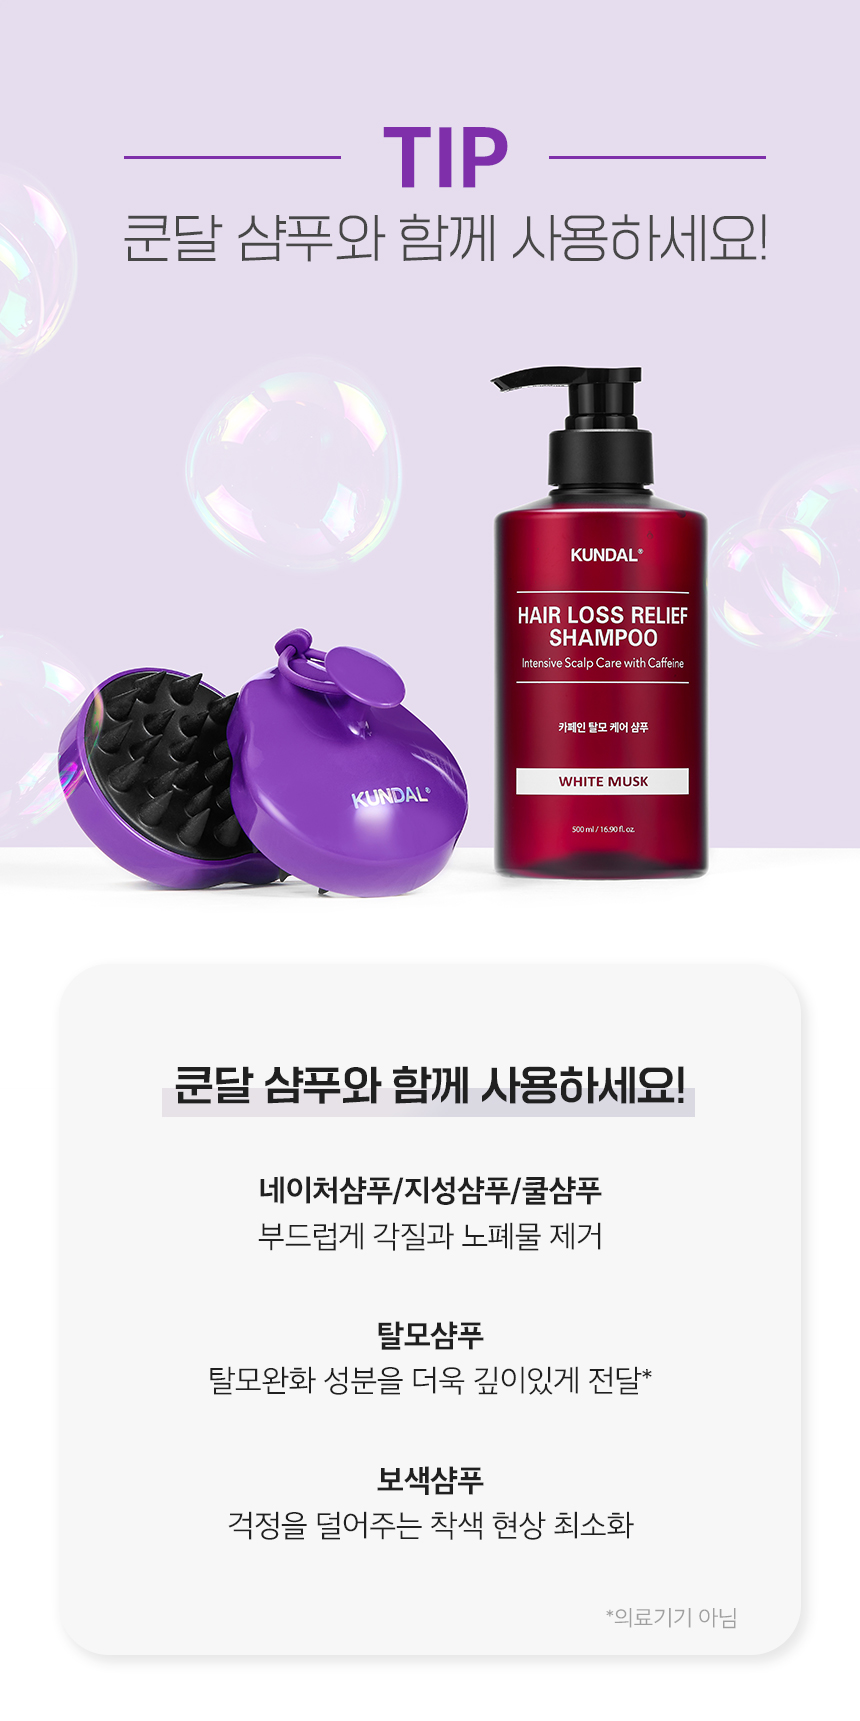 TIP
쿤달 샴푸와 함께 사용하세요!
KUNDAL®
HAIR LOSS RELIEF
SHAMPOO
Intensive Scalp Care with Caffeine
카페인 탈모 케어 샴푸
WHITE MUSK
500 ml / 16.90 fl. oz.
KUNDAL®
쿤달 샴푸와 함께 사용하세요!
네이처샴푸/지성샴푸/쿨샴푸
부드럽게 각질과 노폐물 제거
탈모샴푸
탈모완화 성분을 더욱 깊이있게 전달*
보색샴푸
걱정을 덜어주는 착색 현상 최소화
*의료기기 아님